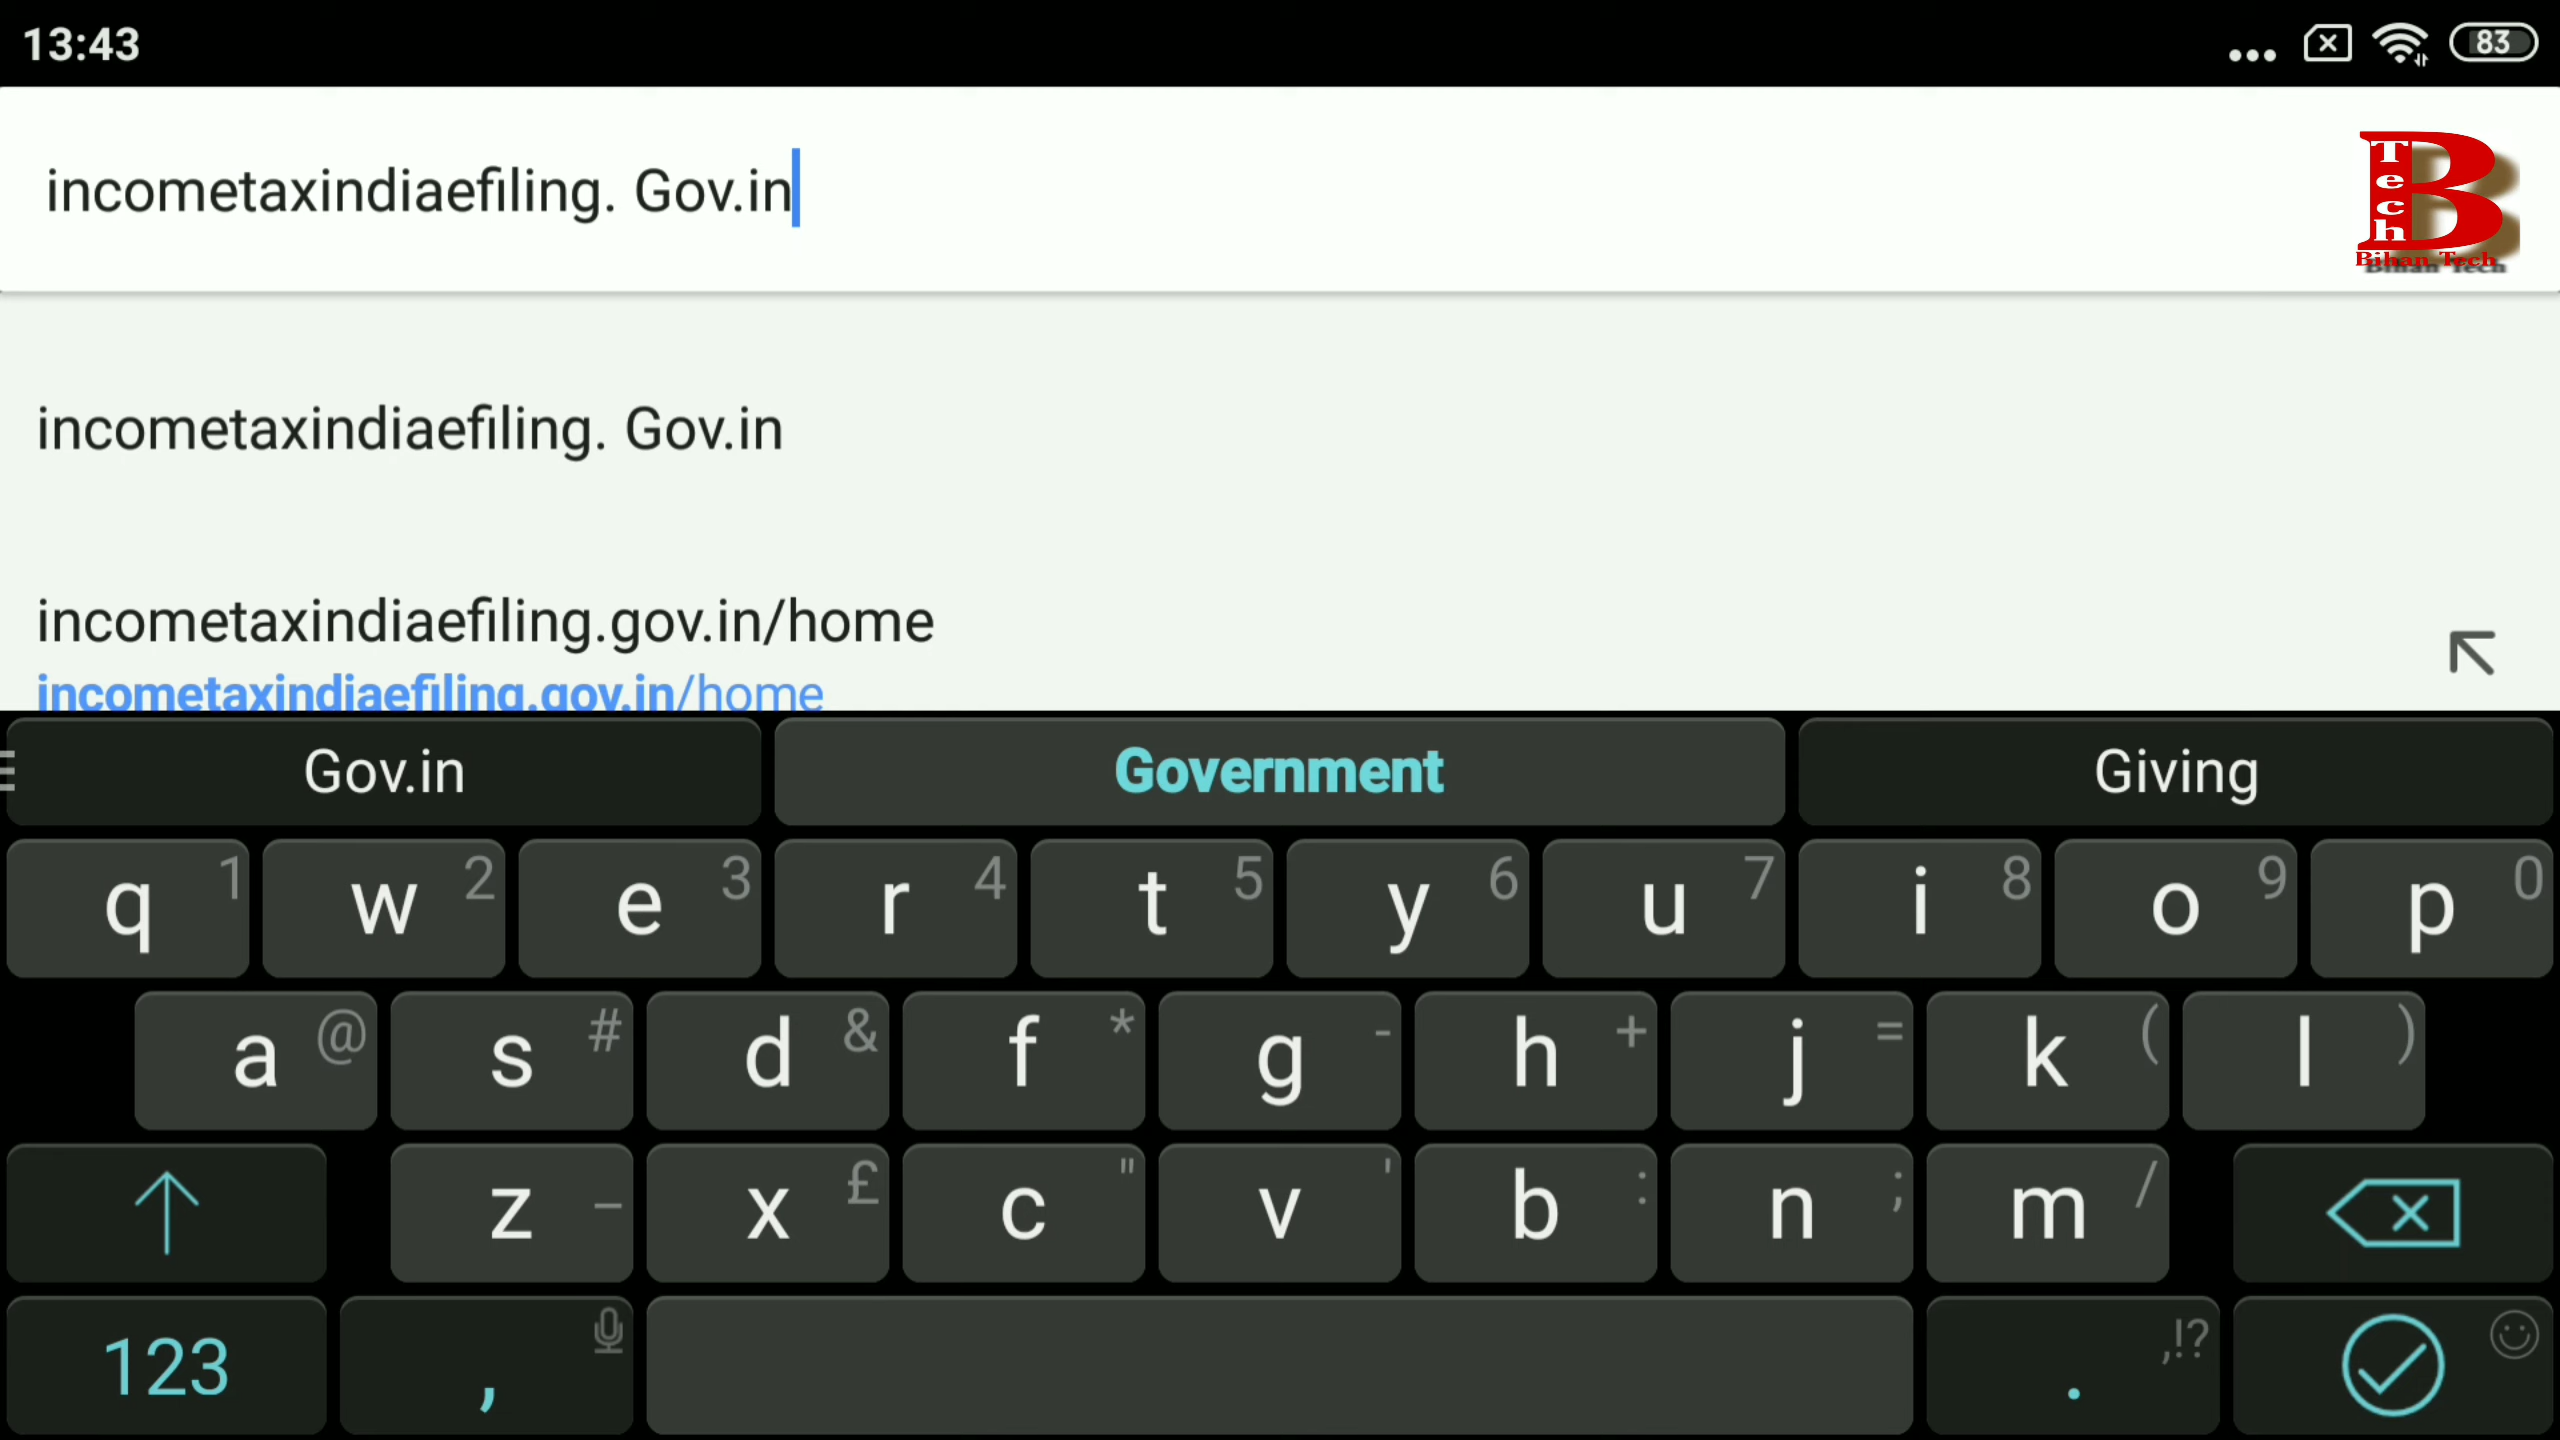 13:43
83
incometaxindiaefiling. Gov.in
Tech
B
Bihan Tech
incometaxindiaefiling. Gov.in
incometaxindiaefiling.gov.in/home
incometaxindiaefiling.gov.in/home
Gov.in Government Giving
q 1 w 2 e 3 r 4 t 5 y 6 u 7 i 8 o 9 p 0
a @ s # d & f * g - h + j = k ( l )
z _ x £ c " v ' b : n ; m /
123 , . ,!?